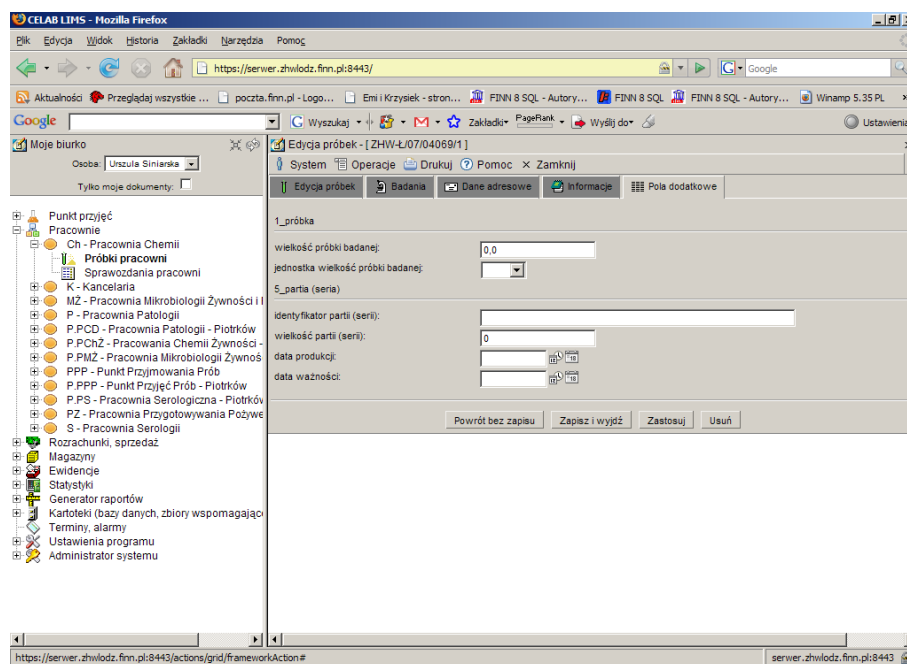 CELAB LIMS - Mozilla Firefox
Plik Edycja Widok Historia Zakładki Narzędzia Pomoc
https://serwer.zhwlodz.finn.pl:8443/
Google
Aktualności Przeglądaj wszystkie ... poczta.finn.pl - Logo... Emi i Krzysiek - stron... FINN 8 SQL - Autory... FINN 8 SQL FINN 8 SQL - Autory... Winamp 5.35 PL »
Google Wyszukaj Zakładki PageRank Wyślij do Ustawienia
Moje biurko
Osoba: Urszula Siniarska
Tylko moje dokumenty:
Punkt przyjęć
Pracownie
Ch - Pracownia Chemii
Próbki pracowni
Sprawozdania pracowni
K - Kancelaria
MŻ - Pracownia Mikrobiologii Żywności i
P - Pracownia Patologii
P.PCD - Pracownia Patologii - Piotrków
P.PChŻ - Pracowania Chemii Żywności -
P.PMŻ - Pracownia Mikrobiologii Żywnoś
PPP - Punkt Przyjmowania Prób
P.PPP - Punkt Przyjęć Prób - Piotrków
P.PS - Pracownia Serologiczna - Piotrków
PZ - Pracownia Przygotowywania Pożywe
S - Pracownia Serologii
Rozrachunki, sprzedaż
Magazyny
Ewidencje
Statystyki
Generator raportów
Kartoteki (bazy danych, zbiory wspomagające
Terminy, alarmy
Ustawienia programu
Administrator systemu
Edycja próbek - [ ZHW-Ł/07/04069/1 ]
System Operacje Drukuj Pomoc Zamknij
Edycja próbek Badania Dane adresowe Informacje Pola dodatkowe
1_próbka
wielkość próbki badanej: 0,0
jednostka wielkość próbki badanej:
5_partia (seria)
identyfikator partii (serii):
wielkość partii (serii): 0
data produkcji:
data ważności:
Powrót bez zapisu Zapisz i wyjdź Zastosuj Usuń
https://serwer.zhwlodz.finn.pl:8443/actions/grid/frameworkAction# serwer.zhwlodz.finn.pl:8443